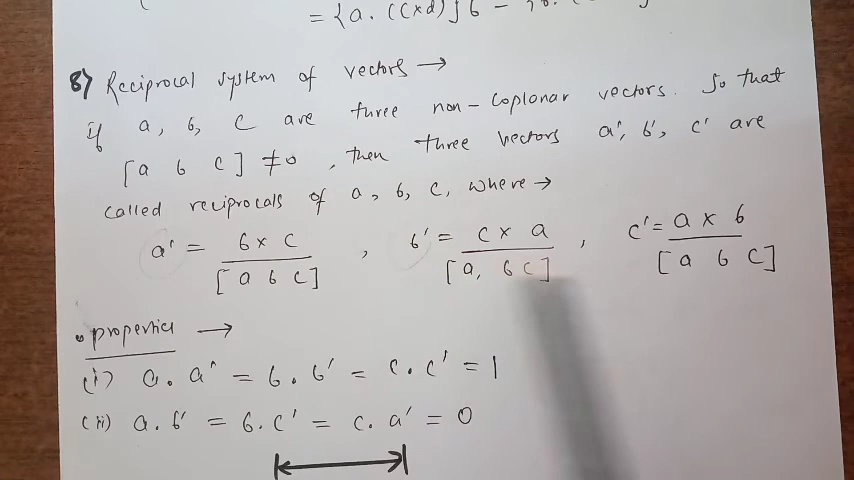 = {a. (Cxd)} b -
8) Reciprocal system of vectors →
if a, b, c are three non-coplanar vectors. So that
[a b c] ≠0, then three vectors a', b', c' are
called reciprocals of a, b, c, where →
a' = b x c / [a b c] , b' = c x a / [a, b c] , c' = a x b / [a b c]
• properties →
(i) a. a' = b. b' = c. c' = 1
(ii) a. b' = b. c' = c. a' = 0